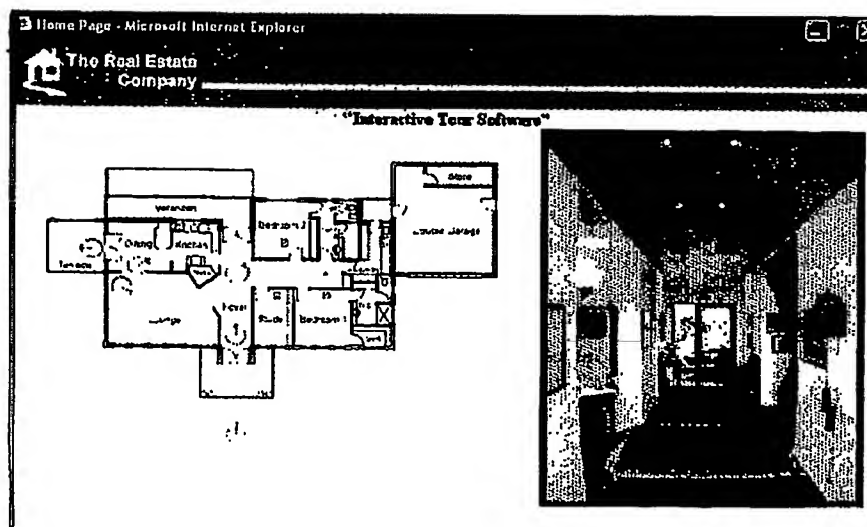 Home Page - Microsoft Internet Explorer
The Real Estate
Company
"Interactive Tour Software"
Store
Verandah
Bedroom 2
Double Garage
Dining
Kitchen
Terrace
Lounge
Foyer
Study
Bedroom 1